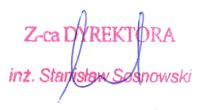 Z-ca DYREKTORA
inż. Stanisław Sosnowski